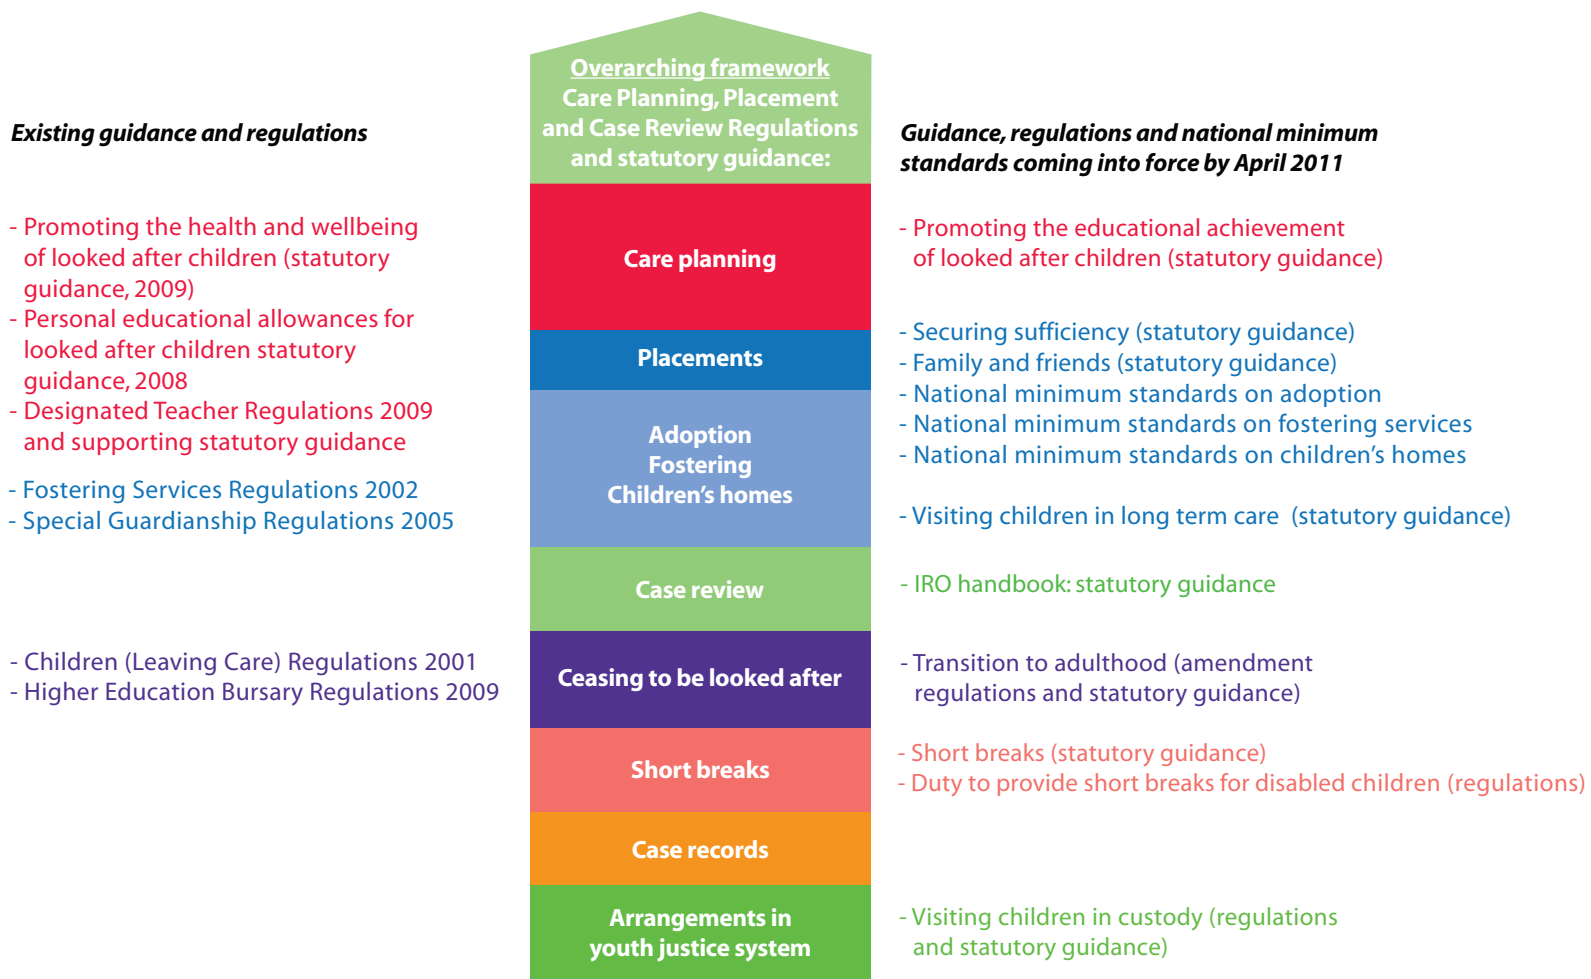 Overarching framework
Care Planning, Placement
and Case Review Regulations
and statutory guidance:
Existing guidance and regulations
- Promoting the health and wellbeing
of looked after children (statutory
guidance, 2009)
- Personal educational allowances for
looked after children statutory
guidance, 2008
- Designated Teacher Regulations 2009
and supporting statutory guidance
- Fostering Services Regulations 2002
- Special Guardianship Regulations 2005
- Children (Leaving Care) Regulations 2001
- Higher Education Bursary Regulations 2009
Care planning
Placements
Adoption
Fostering
Children’s homes
Case review
Ceasing to be looked after
Short breaks
Case records
Arrangements in
youth justice system
Guidance, regulations and national minimum
standards coming into force by April 2011
- Promoting the educational achievement
of looked after children (statutory guidance)
- Securing sufficiency (statutory guidance)
- Family and friends (statutory guidance)
- National minimum standards on adoption
- National minimum standards on fostering services
- National minimum standards on children’s homes
- Visiting children in long term care (statutory guidance)
- IRO handbook: statutory guidance
- Transition to adulthood (amendment
regulations and statutory guidance)
- Short breaks (statutory guidance)
- Duty to provide short breaks for disabled children (regulations)
- Visiting children in custody (regulations
and statutory guidance)